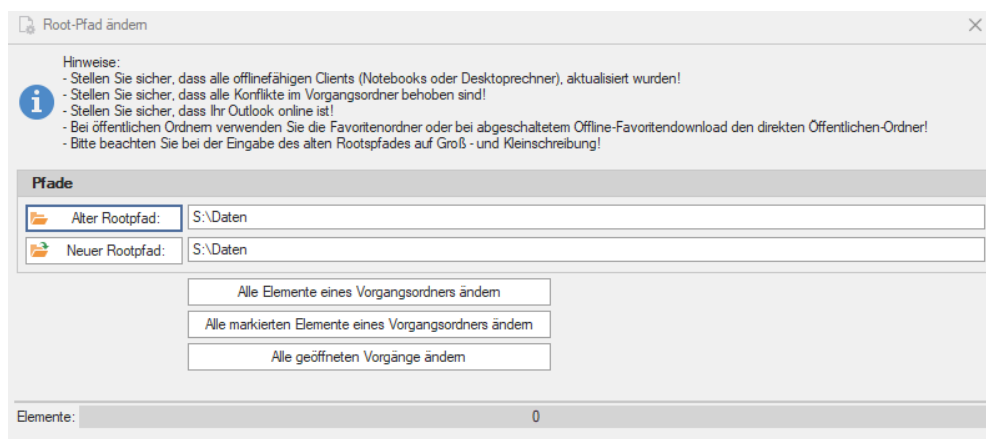 Root-Pfad ändern
Hinweise:
- Stellen Sie sicher, dass alle offlinefähigen Clients (Notebooks oder Desktoprechner), aktualisiert wurden!
- Stellen Sie sicher, dass alle Konflikte im Vorgangsordner behoben sind!
- Stellen Sie sicher, dass Ihr Outlook online ist!
- Bei öffentlichen Ordnern verwenden Sie die Favoritenordner oder bei abgeschaltetem Offline-Favoritendownload den direkten Öffentlichen-Ordner!
- Bitte beachten Sie bei der Eingabe des alten Rootspfades auf Groß - und Kleinschreibung!
Pfade
Alter Rootpfad: S:\Daten
Neuer Rootpfad: S:\Daten
Alle Elemente eines Vorgangsordners ändern
Alle markierten Elemente eines Vorgangsordners ändern
Alle geöffneten Vorgänge ändern
Elemente: 0